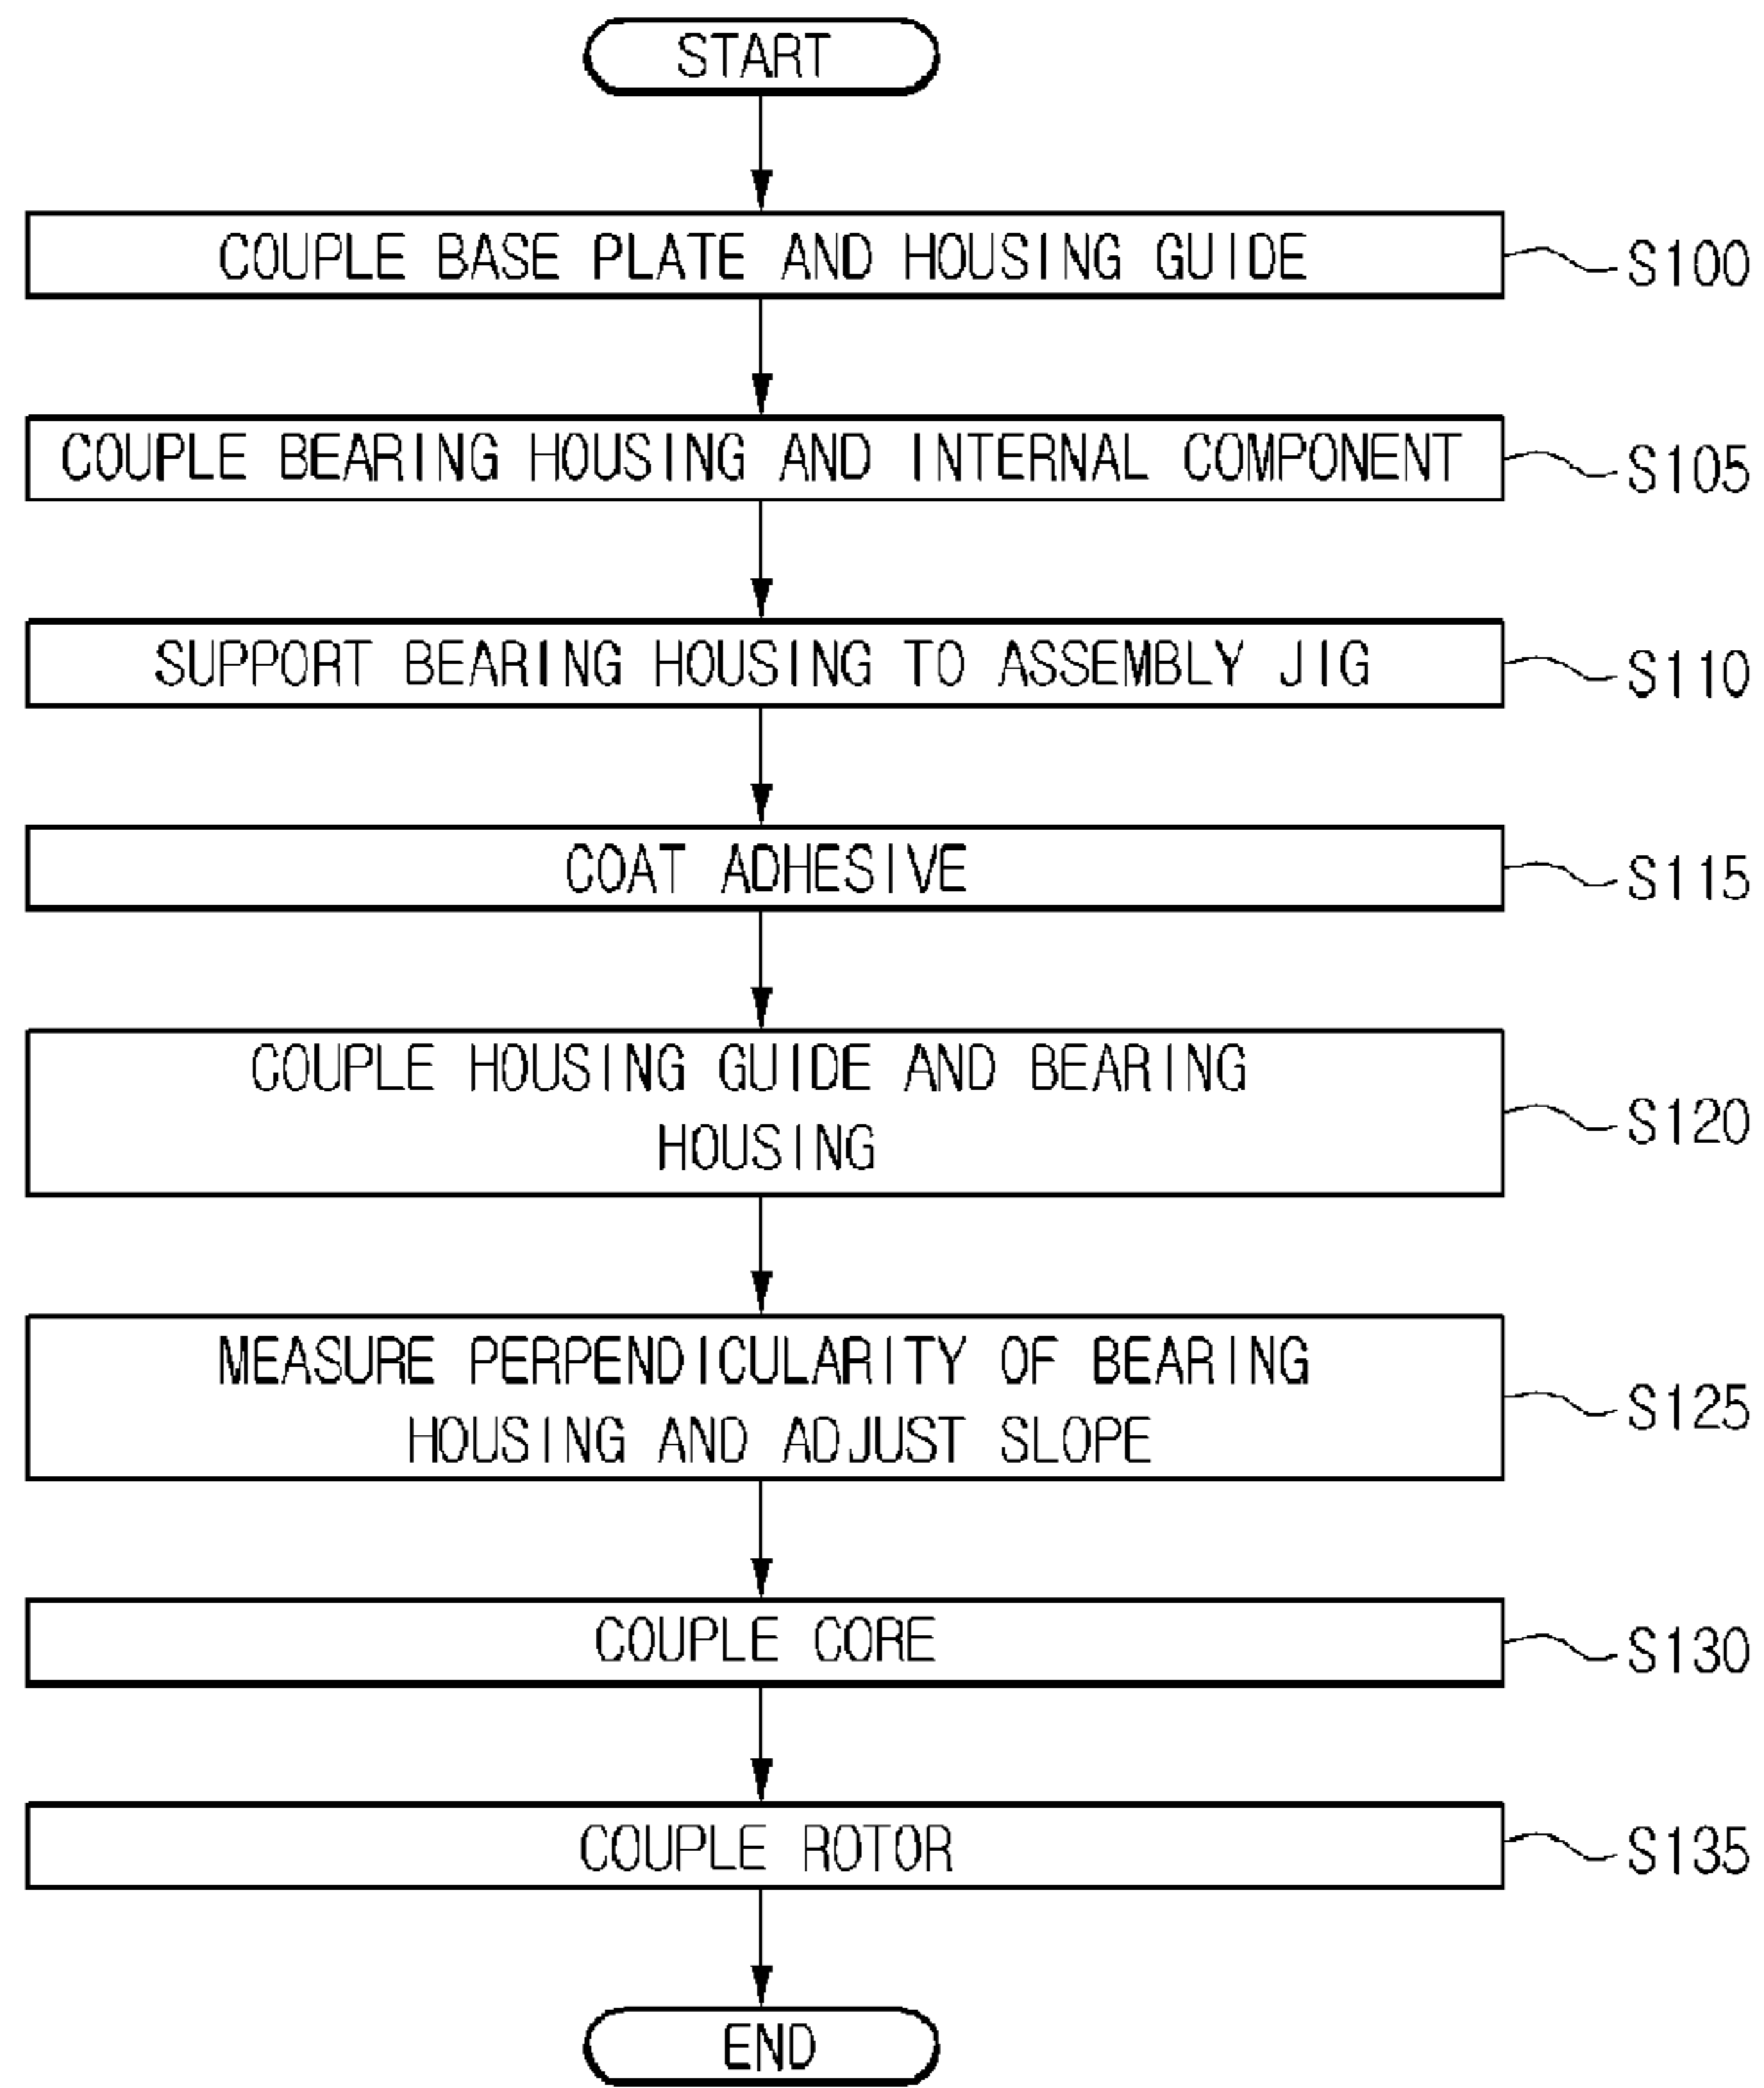 START
COUPLE BASE PLATE AND HOUSING GUIDE
S100
COUPLE BEARING HOUSING AND INTERNAL COMPONENT
S105
SUPPORT BEARING HOUSING TO ASSEMBLY JIG
S110
COAT ADHESIVE
S115
COUPLE HOUSING GUIDE AND BEARING
HOUSING
S120
MEASURE PERPENDICULARITY OF BEARING
HOUSING AND ADJUST SLOPE
S125
COUPLE CORE
S130
COUPLE ROTOR
S135
END